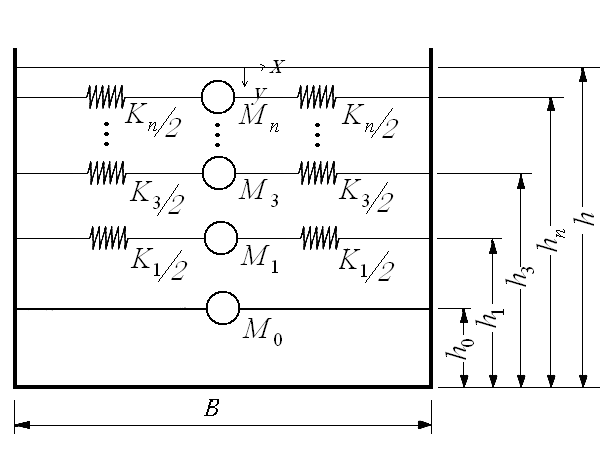 x
y
K_n/2 M_n K_n/2
K_3/2 M_3 K_3/2
K_1/2 M_1 K_1/2
M_0
h_0
h_1
h_3
h_n
h
B